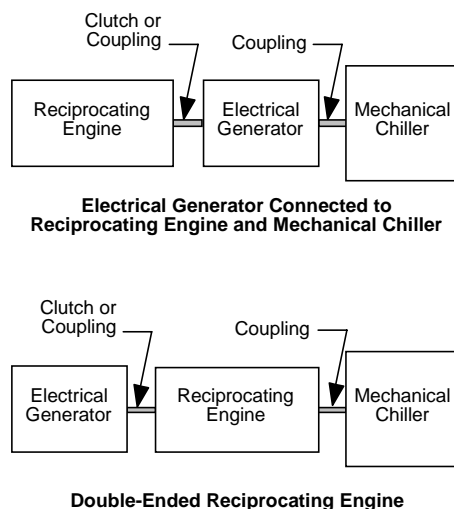 Clutch or
Coupling
Coupling
Reciprocating
Engine
Electrical
Generator
Mechanical
Chiller
Electrical Generator Connected to
Reciprocating Engine and Mechanical Chiller
Clutch or
Coupling
Coupling
Electrical
Generator
Reciprocating
Engine
Mechanical
Chiller
Double-Ended Reciprocating Engine